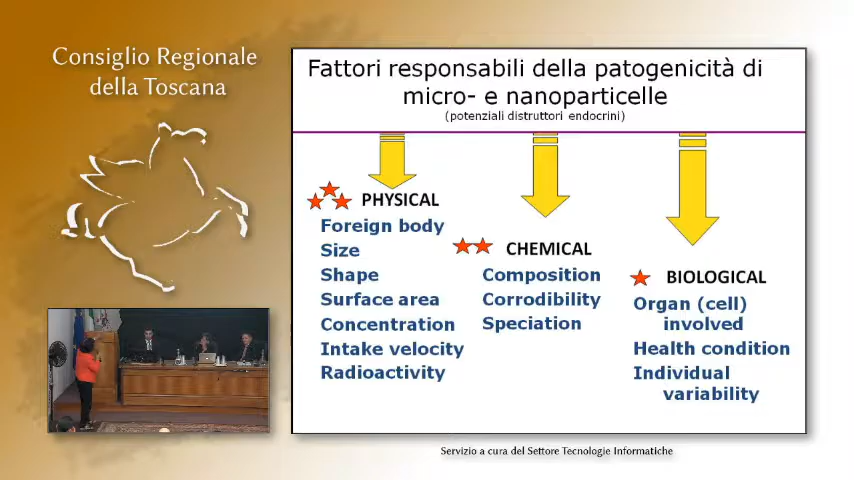 Consiglio Regionale
della Toscana
Fattori responsabili della patogenicità di
micro- e nanoparticelle
(potenziali distruttori endocrini)
PHYSICAL
Foreign body
Size
Shape
Surface area
Concentration
Intake velocity
Radioactivity
CHEMICAL
Composition
Corrodibility
Speciation
BIOLOGICAL
Organ (cell)
involved
Health condition
Individual
variability
Servizio a cura del Settore Tecnologie Informatiche